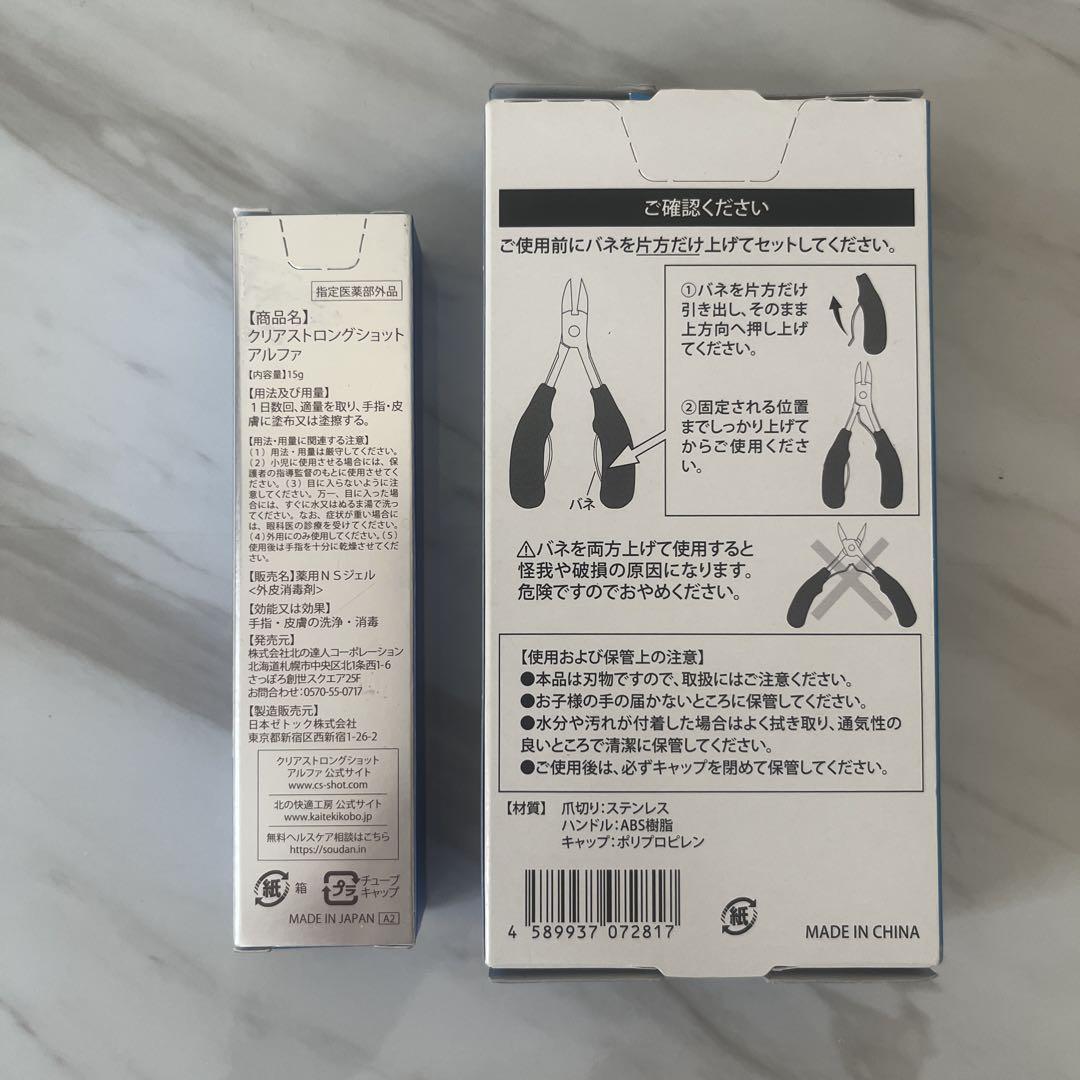 指定医薬部外品
【商品名】
クリアストロングショット
アルファ
【内容量】15g
【用法及び用量】
1日数回、適量を取り、手指・皮
膚に塗布又は塗擦する。
【用法・用量に関連する注意】
(1)用法・用量は厳守してください。
(2)小児に使用させる場合には、保
護者の指導監督のもとに使用させてく
ださい。(3)目に入らないように注
意してください。万一、目に入った場
合には、すぐに水又はぬるま湯で洗っ
てください。なお、症状が重い場合に
は、眼科医の診療を受けてください。
(4)外用にのみ使用してください。(5)
使用後は手指を十分に乾燥させてくだ
さい。
【販売名】薬用NSジェル
<外皮消毒剤>
【効能又は効果】
手指・皮膚の洗浄・消毒
【発売元】
株式会社北の達人コーポレーション
北海道札幌市中央区北1条西1-6
さっぽろ創世スクエア25F
お問合わせ:0570-55-0717
【製造販売元】
日本ゼトック株式会社
東京都新宿区西新宿1-26-2
クリアストロングショット
アルファ 公式サイト
www.cs-shot.com
北の快適工房 公式サイト
www.kaitekikobo.jp
無料ヘルスケア相談はこちら
https://soudan.in
紙 箱 プラ チューブ
キャップ
MADE IN JAPAN A2
ご確認ください
ご使用前にバネを片方だけ上げてセットしてください。
①バネを片方だけ
引き出し、そのまま
上方向へ押し上げ
てください。
②固定される位置
までしっかり上げて
からご使用くださ
い。
バネ
⚠バネを両方上げて使用すると
怪我や破損の原因になります。
危険ですのでおやめください。
【使用および保管上の注意】
●本品は刃物ですので、取扱にはご注意ください。
●お子様の手の届かないところに保管してください。
●水分や汚れが付着した場合はよく拭き取り、通気性の
良いところで清潔に保管してください。
●ご使用後は、必ずキャップを閉めて保管してください。
【材質】 爪切り:ステンレス
ハンドル:ABS樹脂
キャップ:ポリプロピレン
4 589937 072817
紙
MADE IN CHINA